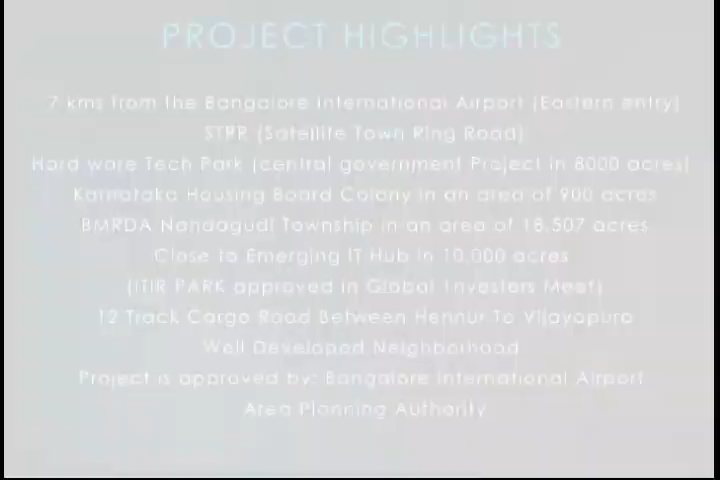 PROJECT HIGHLIGHTS
7 kms from the Bangalore International Airport (Eastern entry)
STRR (Satellite Town Ring Road)
Hard ware Tech Park (central government Project in 8000 acres)
Karnataka Housing Board Colony in an area of 900 acres
BMRDA Nandagudi Township in an area of 18,507 acres
Close to Emerging IT Hub in 10,000 acres
(ITIR PARK approved in Global Investers Meet)
12 Track Cargo Road Between Hennur To Vijayapura
Well Developed Neighborhood
Project is approved by: Bangalore International Airport
Area Planning Authority